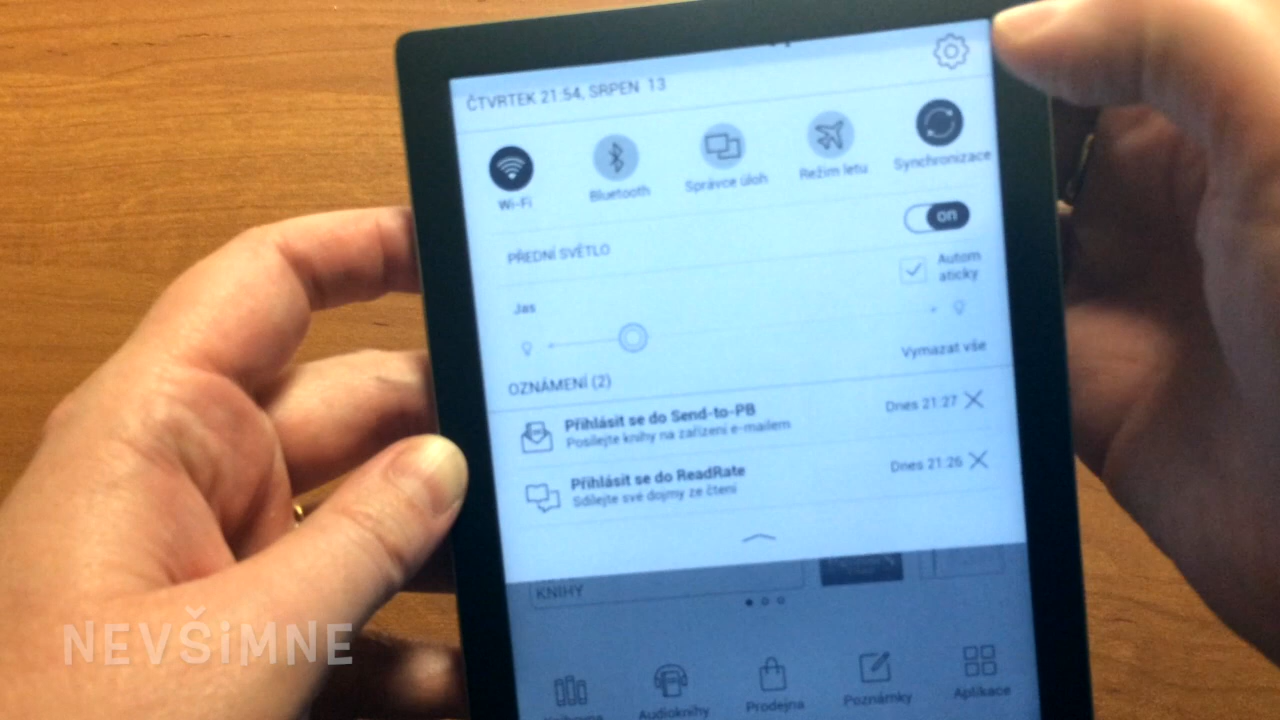 ČTVRTEK 21:54, SRPEN 13
Wi-Fi
Bluetooth
Správce úloh
Režim letu
Synchronizace
PŘEDNÍ SVĚTLO
on
Autom
aticky
Jas
Vymazat vše
OZNÁMENÍ (2)
Přihlásit se do Send-to-PB
Posílejte knihy na zařízení e-mailem
Dnes 21:27
Přihlásit se do ReadRate
Sdílejte své dojmy ze čtení
Dnes 21:26
KNIHY
Knihovna
Audioknihy
Prodejna
Poznámky
Aplikace
NEVŠiMNE